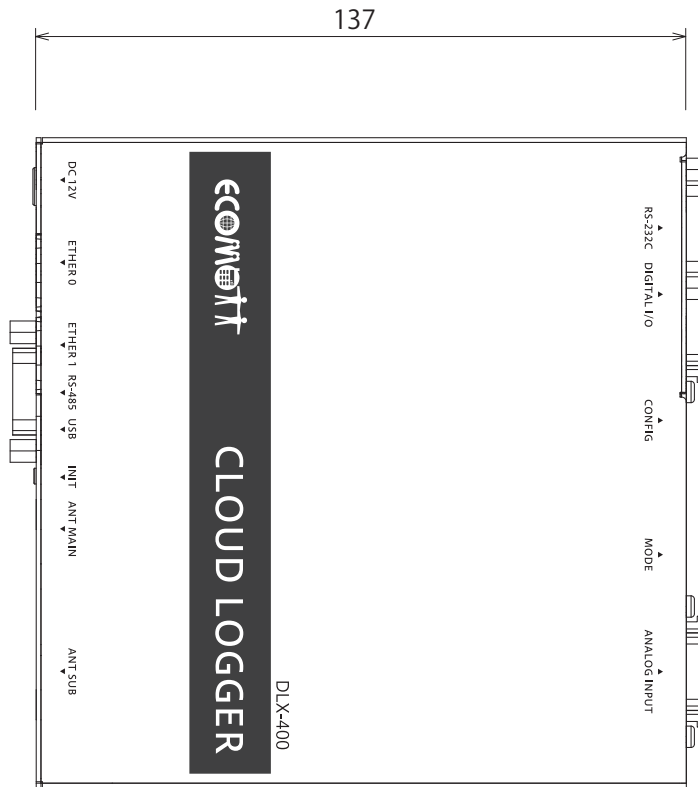 137
DC 12V
ETHER 0
ETHER 1
RS-485
USB
INIT
ANT MAIN
ANT SUB
ECOMOTT
CLOUD LOGGER
DLX-400
RS-232C
DIGITAL I/O
CONFIG
MODE
ANALOG INPUT